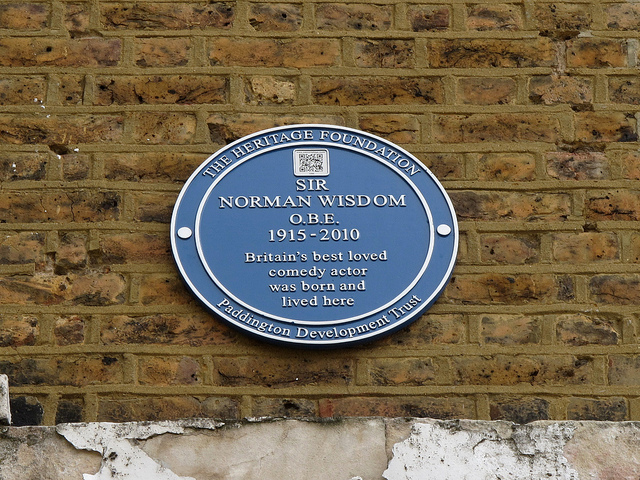 THE HERITAGE FOUNDATION
SIR
NORMAN WISDOM
O.B.E.
1915-2010
Britain's best loved
comedy actor
was born and
lived here
Paddington Development Trust